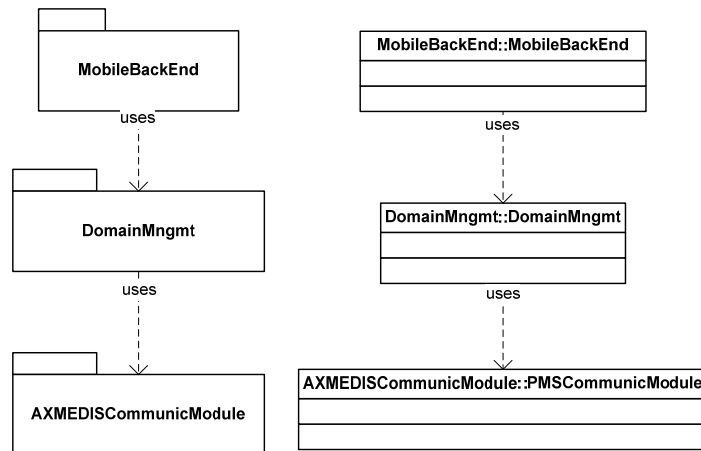 MobileBackEnd
uses
DomainMngmt
uses
AXMEDISCommunicModule
MobileBackEnd::MobileBackEnd
uses
DomainMngmt::DomainMngmt
uses
AXMEDISCommunicModule::PMSCommunicModule